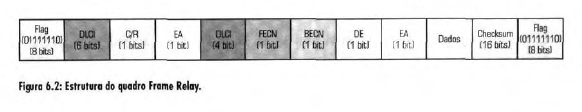 Flag
(01111110)
(8 bits)
DLCI
(6 bits)
C/R
(1 bit)
EA
(1 bit)
DLCI
(4 bit)
FECN
(1 bit)
BECN
(1 bit)
DE
(1 bit)
EA
(1 bit)
Dados
Checksum
(16 bits)
Flag
(01111110)
(8 bits)
Figura 6.2: Estrutura do quadro Frame Relay.